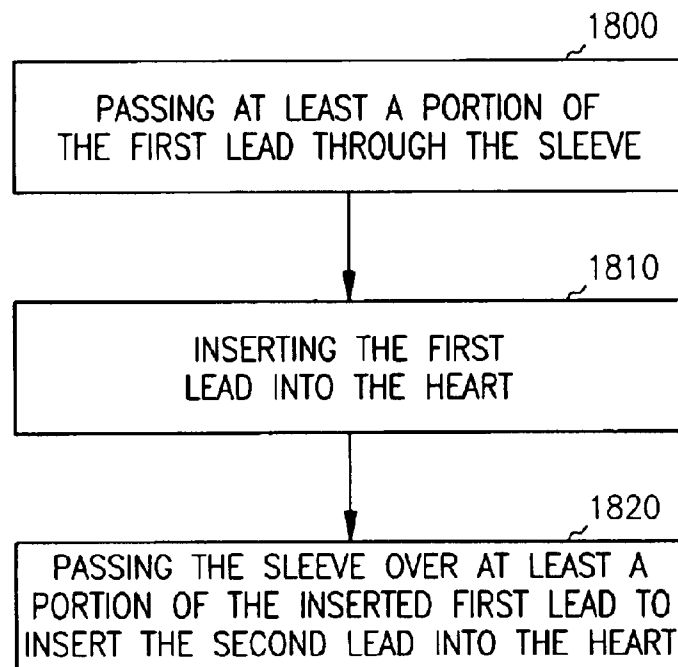 1800
PASSING AT LEAST A PORTION OF
THE FIRST LEAD THROUGH THE SLEEVE
1810
INSERTING THE FIRST
LEAD INTO THE HEART
1820
PASSING THE SLEEVE OVER AT LEAST A
PORTION OF THE INSERTED FIRST LEAD TO
INSERT THE SECOND LEAD INTO THE HEART